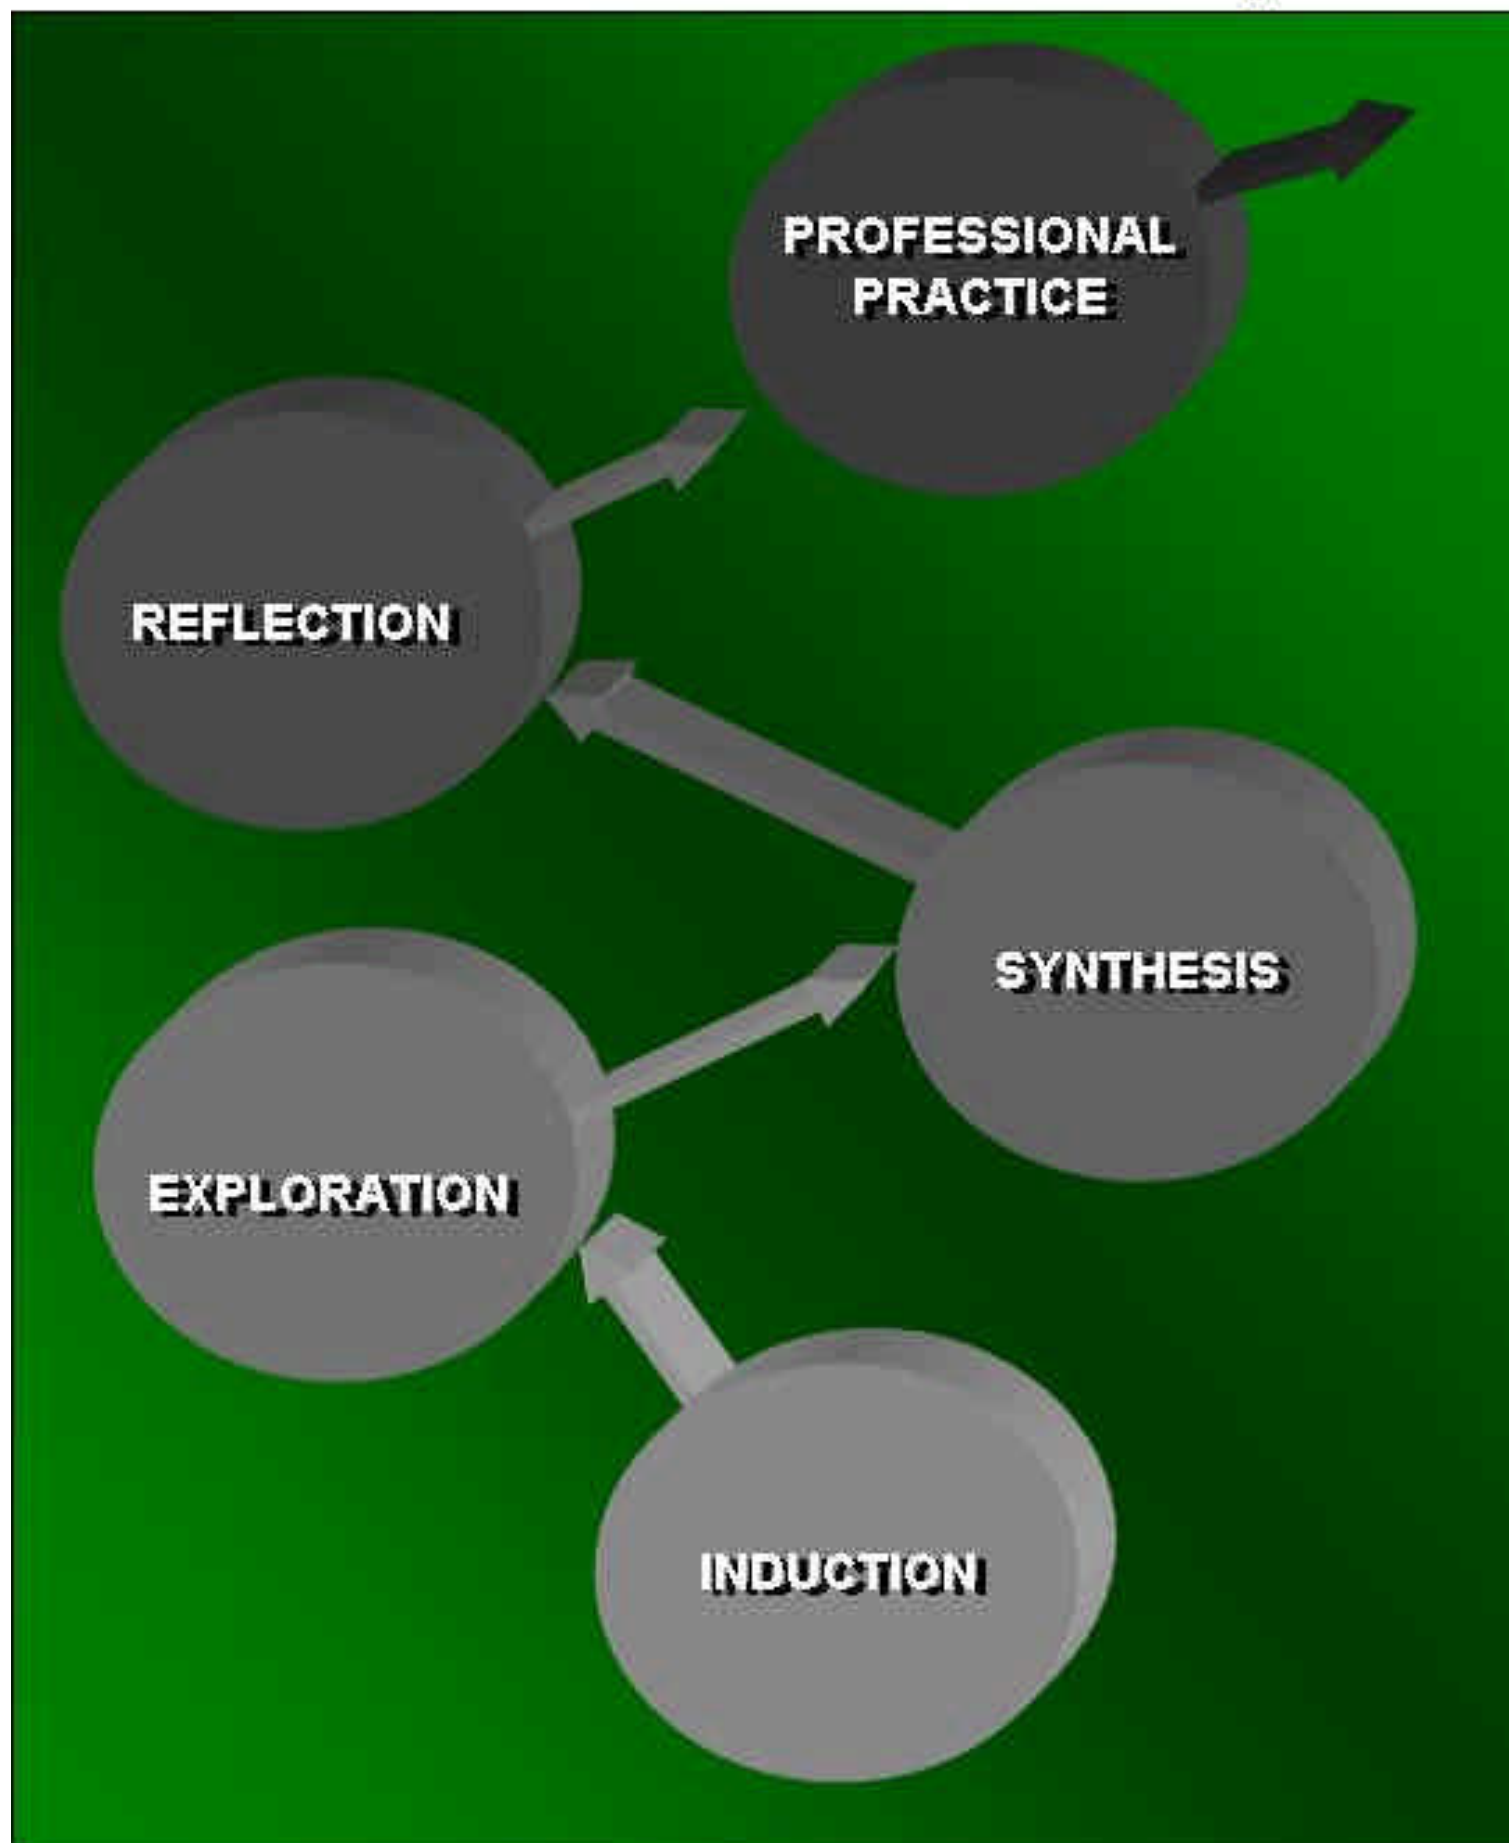 PROFESSIONAL
PRACTICE
REFLECTION
SYNTHESIS
EXPLORATION
INDUCTION